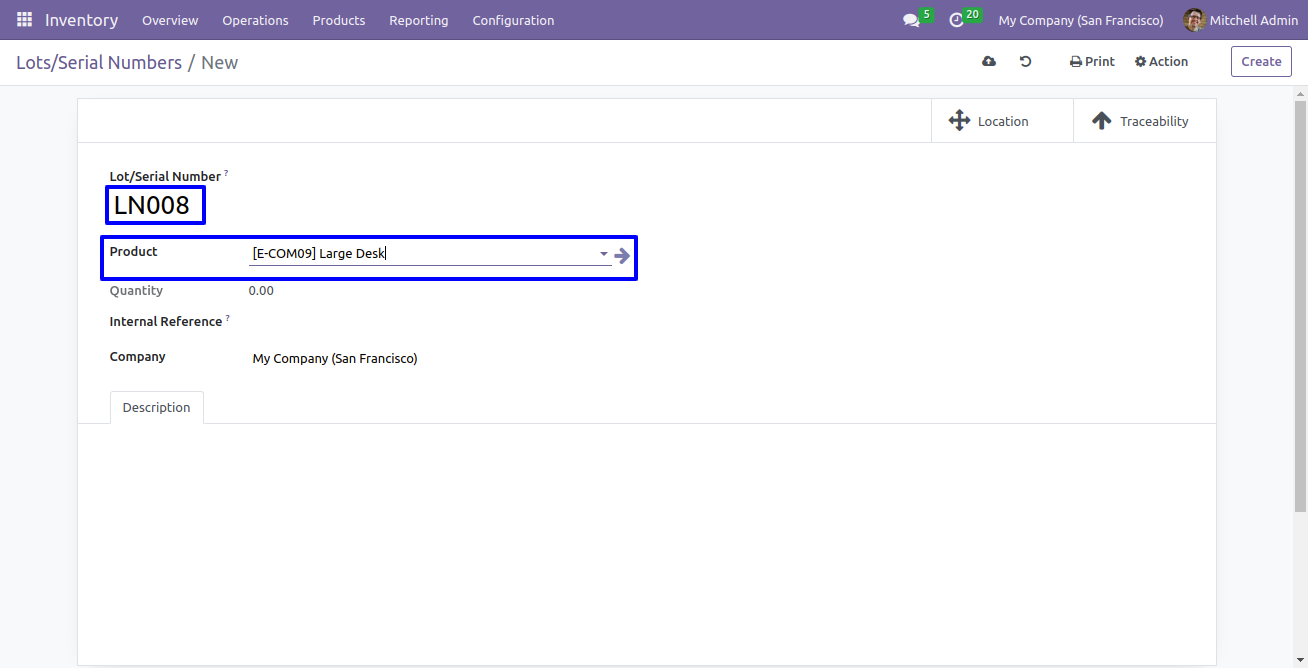 Inventory Overview Operations Products Reporting Configuration 5 20 My Company (San Francisco) Mitchell Admin
Lots/Serial Numbers / New Print Action Create
Location Traceability
Lot/Serial Number ?
LN008
Product [E-COM09] Large Desk
Quantity 0.00
Internal Reference ?
Company My Company (San Francisco)
Description